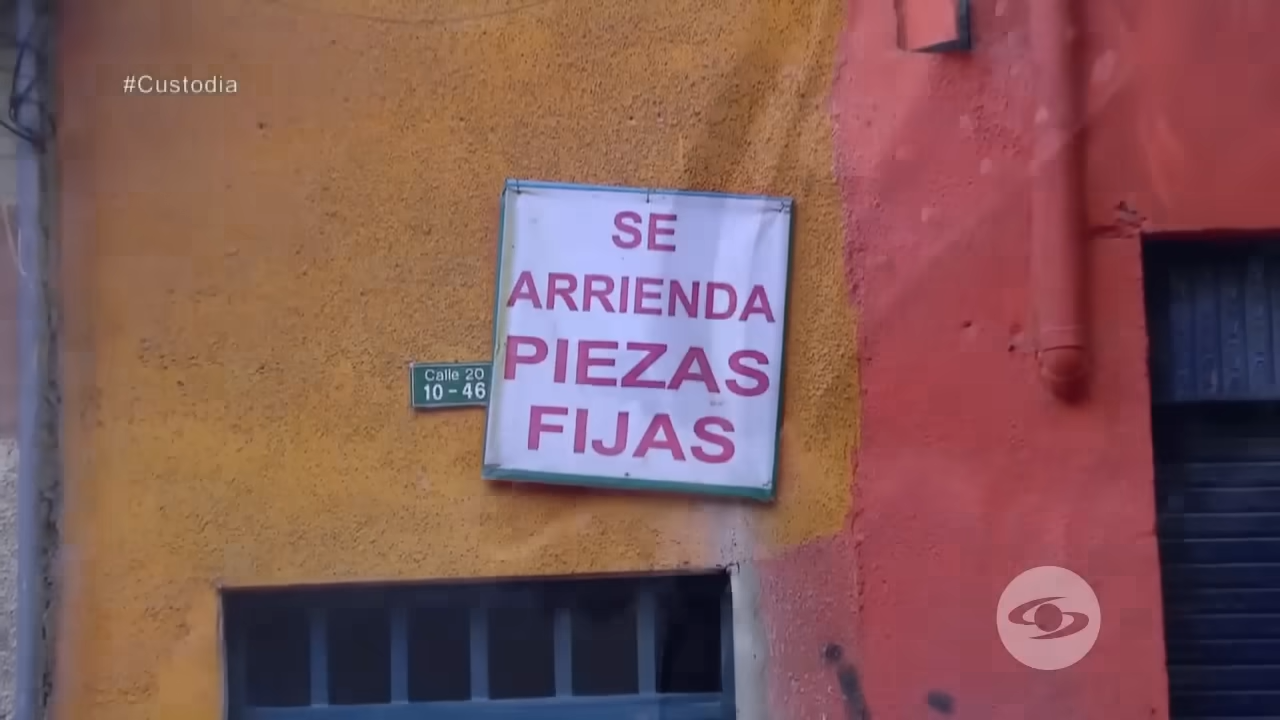 #Custodia
SE
ARRIENDA
PIEZAS
FIJAS
Calle 20
10 - 46